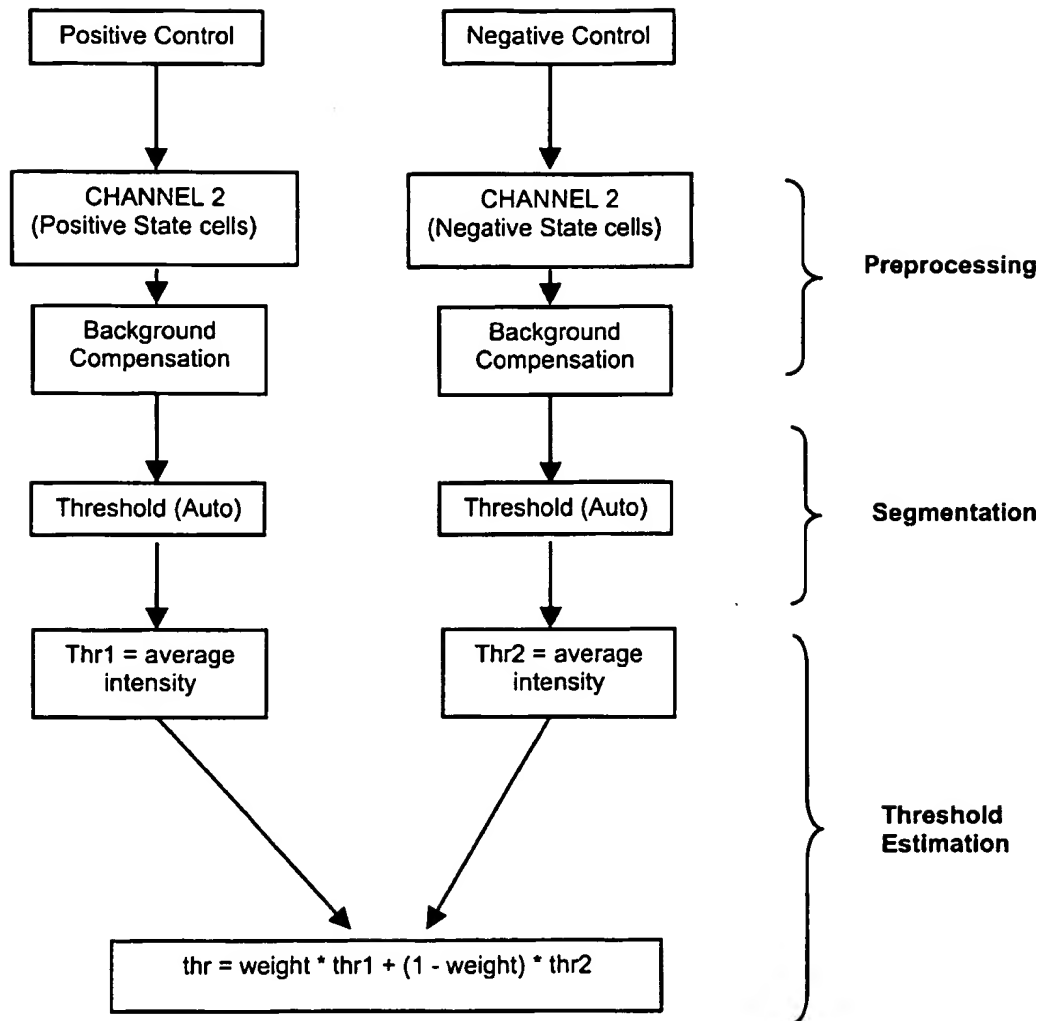 Positive Control
Negative Control
CHANNEL 2
(Positive State cells)
CHANNEL 2
(Negative State cells)
Preprocessing
Background
Compensation
Background
Compensation
Threshold (Auto)
Threshold (Auto)
Segmentation
Thr1 = average
intensity
Thr2 = average
intensity
Threshold
Estimation
thr = weight * thr1 + (1 - weight) * thr2